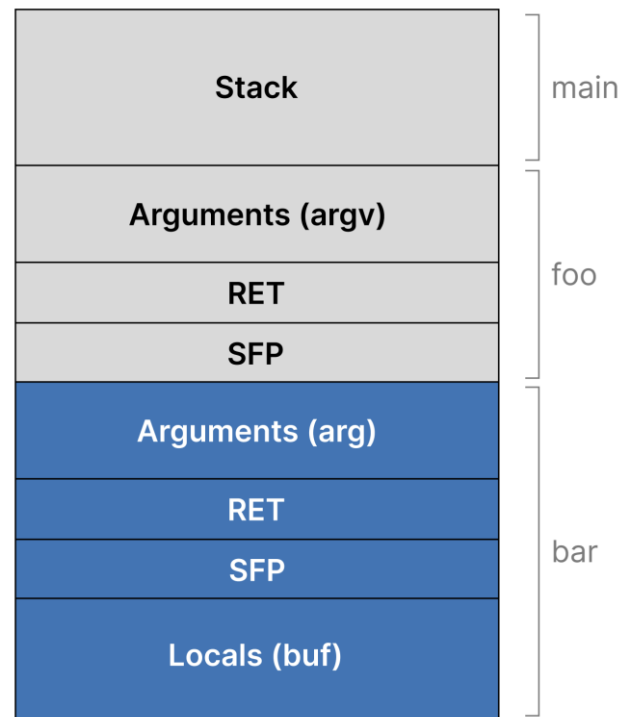 Stack
main
Arguments (argv)
RET
foo
SFP
Arguments (arg)
RET
bar
SFP
Locals (buf)